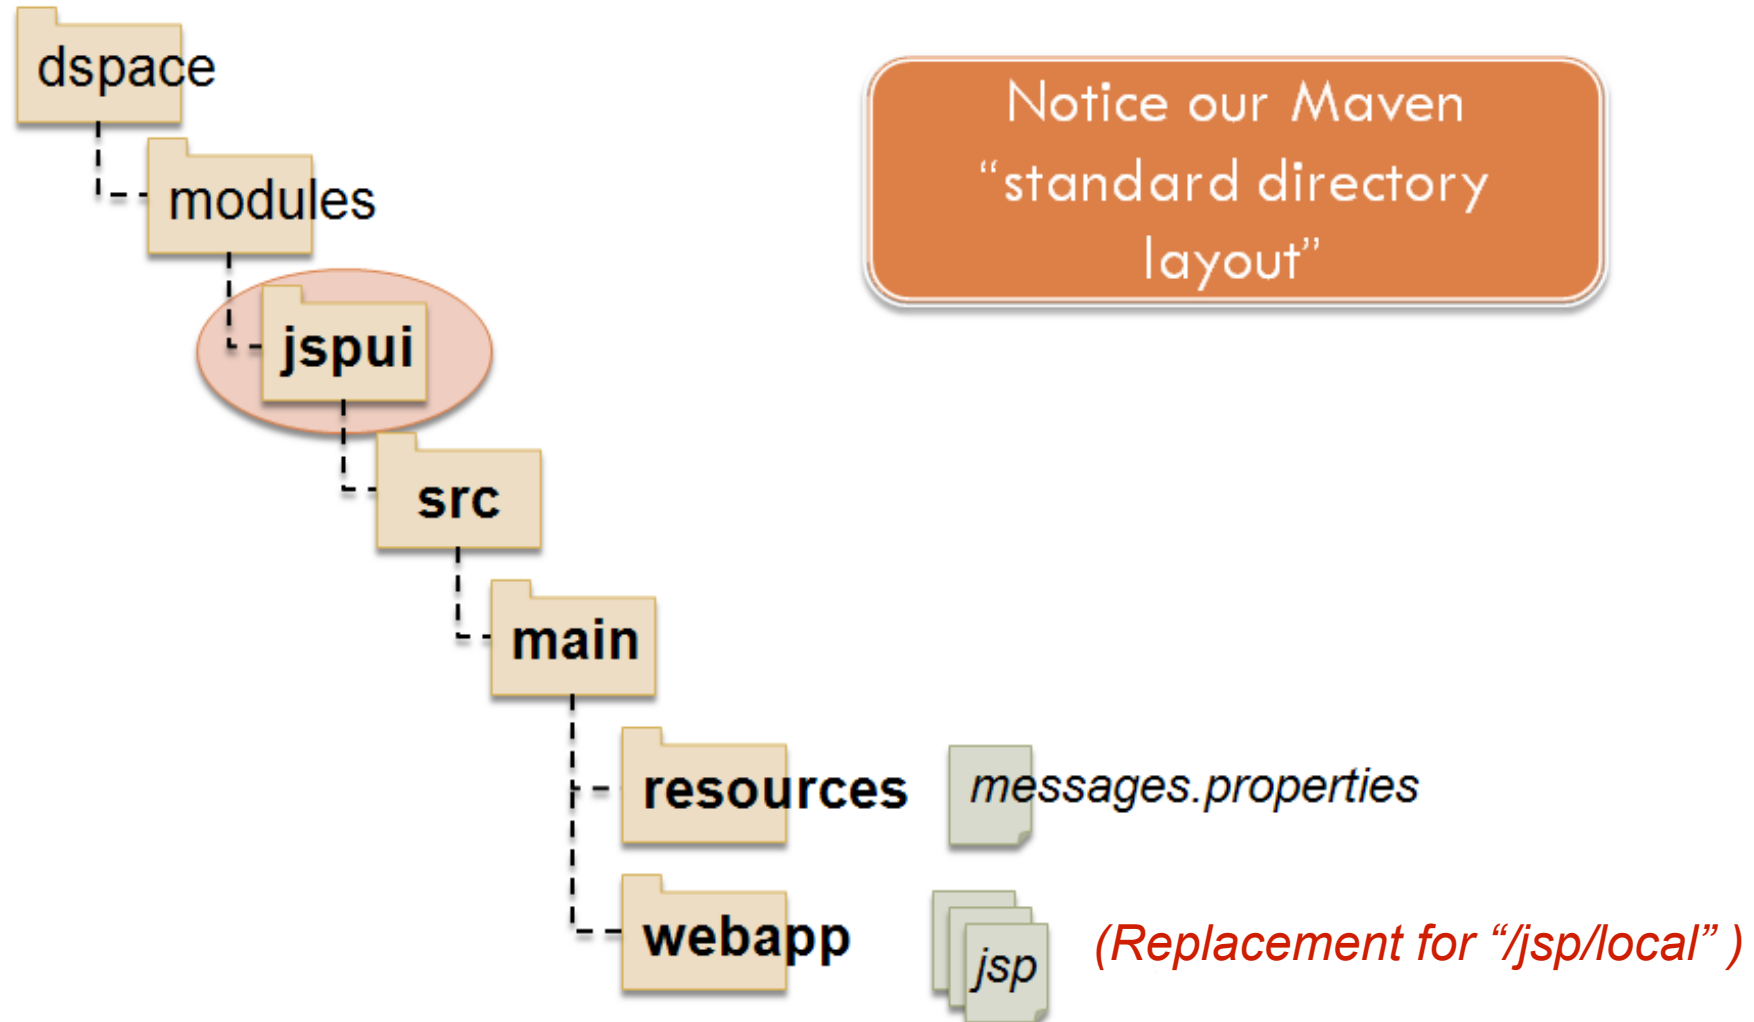 dspace
Notice our Maven
“standard directory
layout”
modules
jspui
src
main
resources
messages.properties
webapp
jsp
(Replacement for “/jsp/local” )